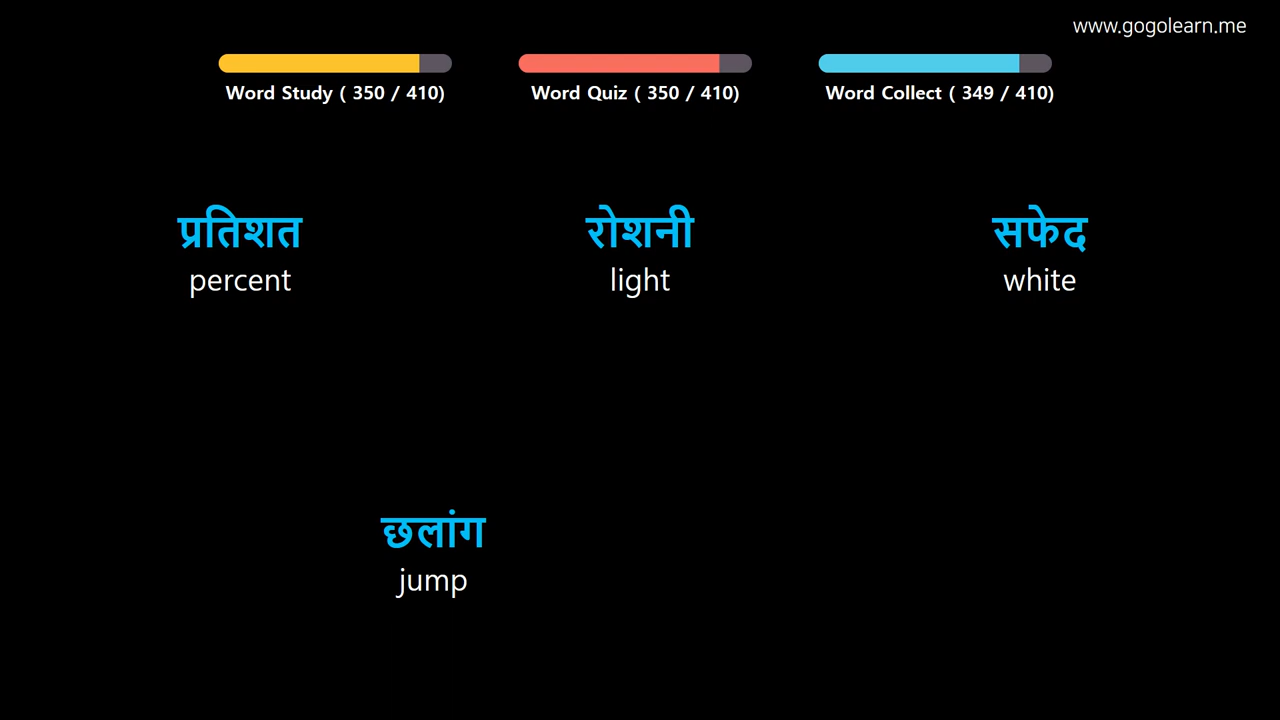 www.gogolearn.me
Word Study ( 350 / 410)
Word Quiz ( 350 / 410)
Word Collect ( 349 / 410)
प्रतिशत
percent
रोशनी
light
सफेद
white
छलांग
jump